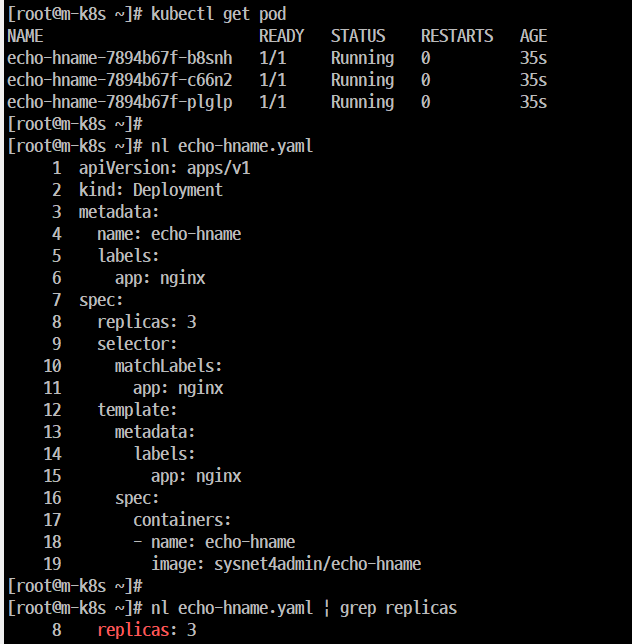 [root@m-k8s ~]# kubectl get pod
NAME                         READY   STATUS    RESTARTS   AGE
echo-hname-7894b67f-b8snh   1/1     Running   0          35s
echo-hname-7894b67f-c66n2   1/1     Running   0          35s
echo-hname-7894b67f-plglp   1/1     Running   0          35s
[root@m-k8s ~]#
[root@m-k8s ~]# nl echo-hname.yaml
     1  apiVersion: apps/v1
     2  kind: Deployment
     3  metadata:
     4    name: echo-hname
     5    labels:
     6      app: nginx
     7  spec:
     8    replicas: 3
     9    selector:
    10      matchLabels:
    11        app: nginx
    12    template:
    13      metadata:
    14        labels:
    15          app: nginx
    16      spec:
    17        containers:
    18        - name: echo-hname
    19          image: sysnet4admin/echo-hname
[root@m-k8s ~]#
[root@m-k8s ~]# nl echo-hname.yaml | grep replicas
     8    replicas: 3